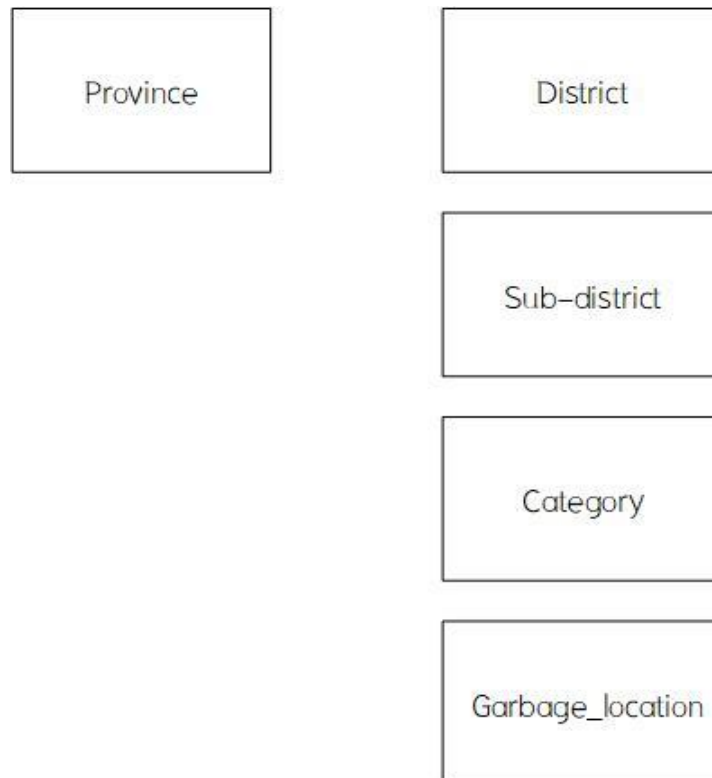 Province
District
Sub-district
Category
Garbage_location